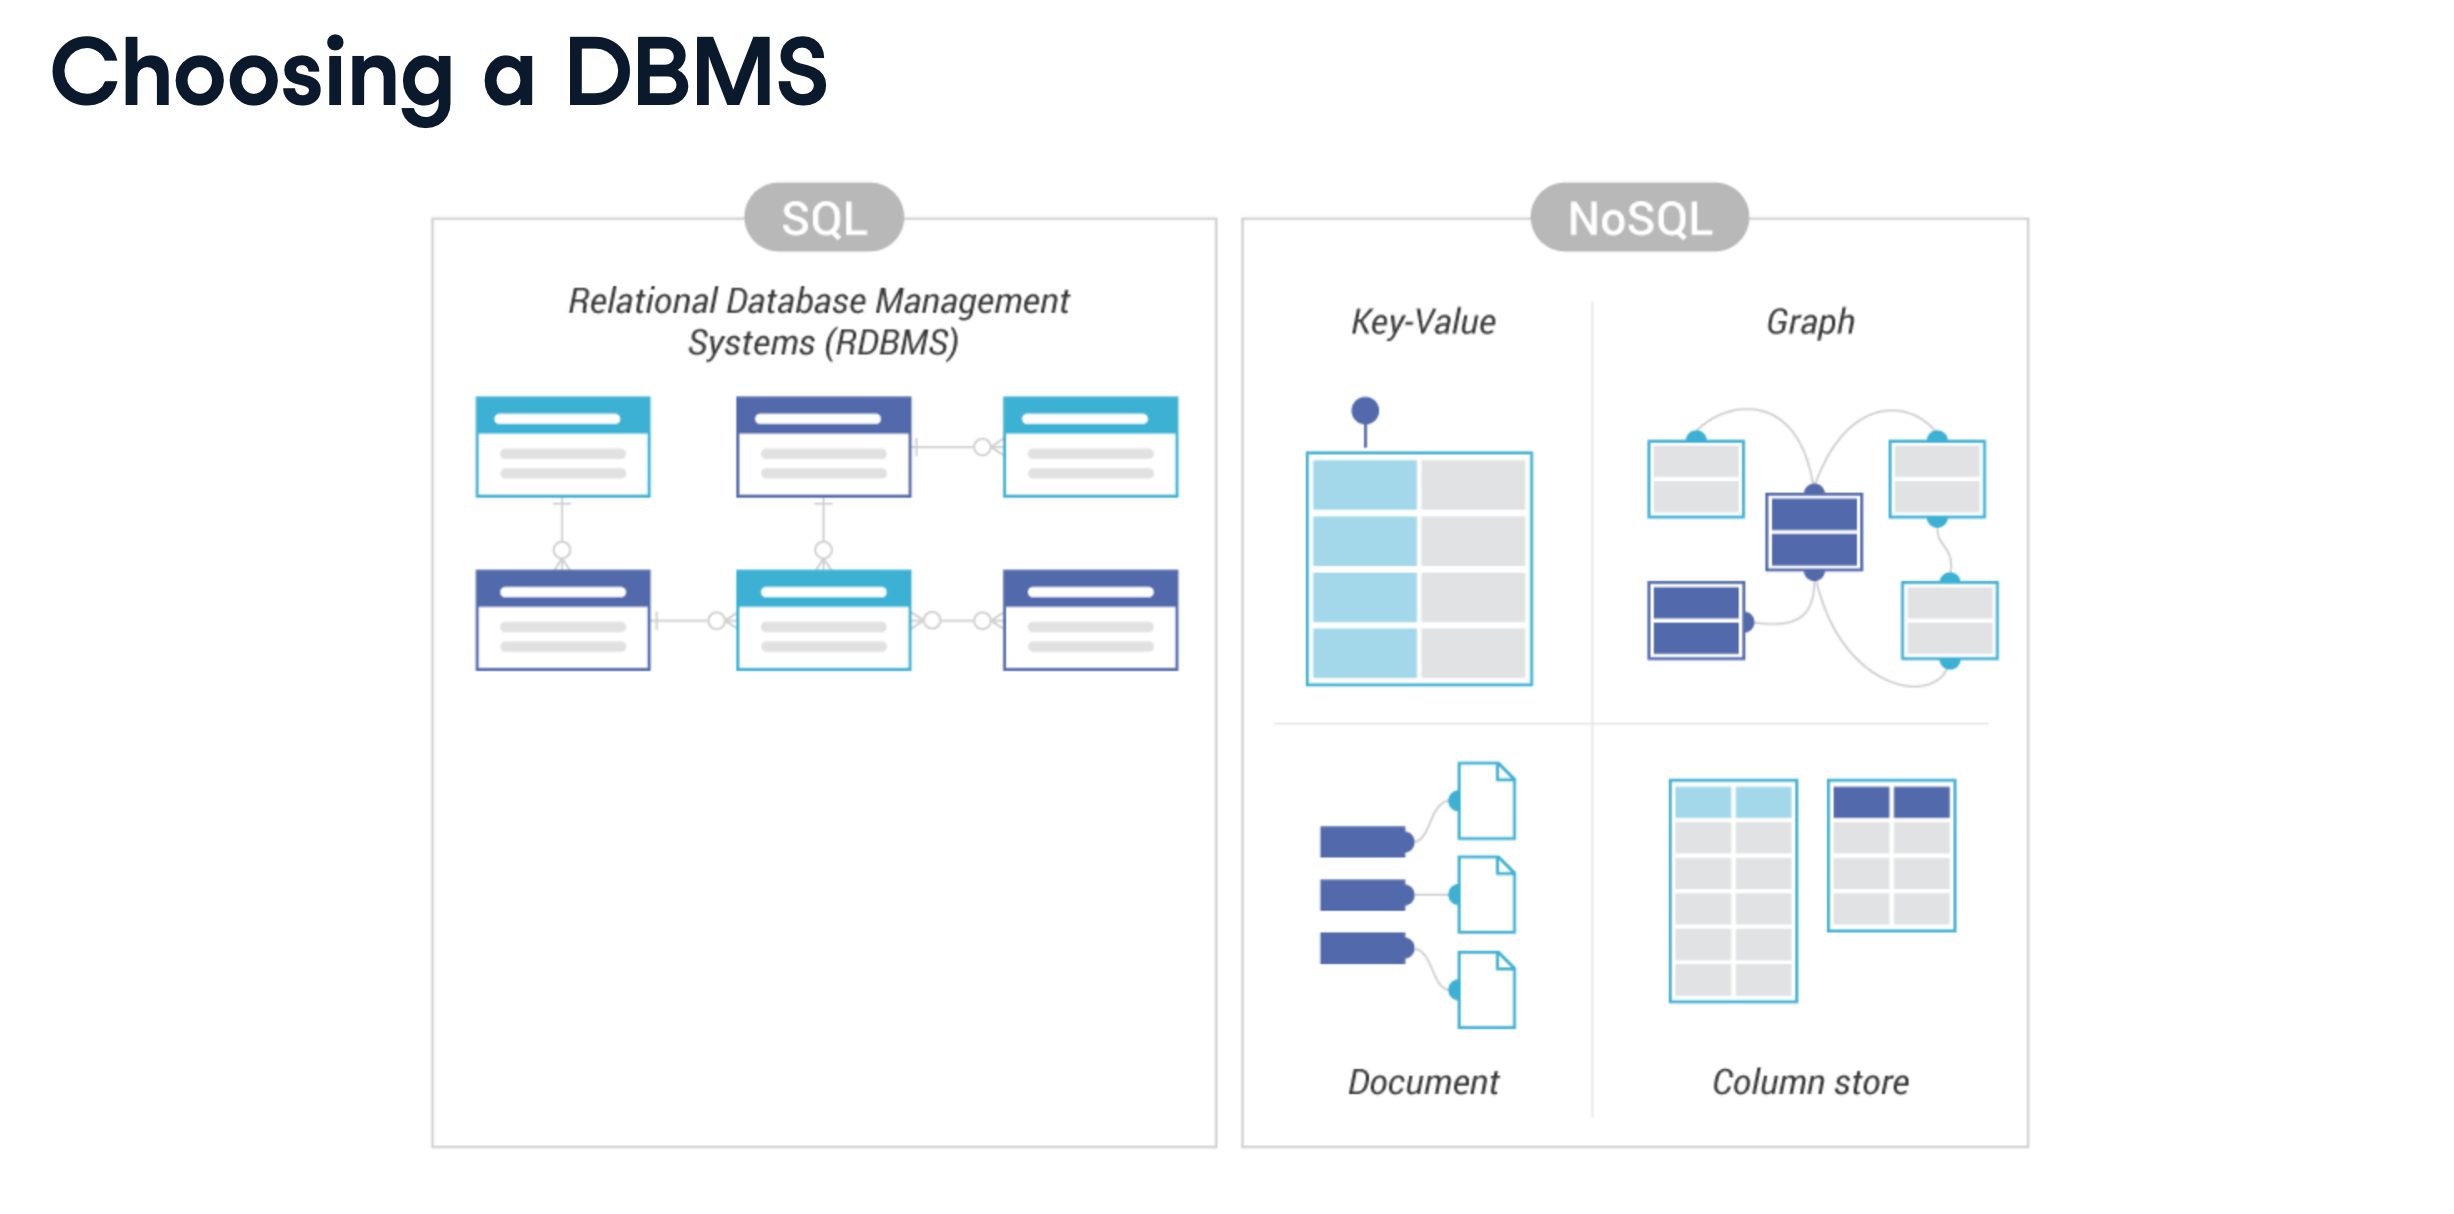 Choosing a DBMS
SQL
Relational Database Management
Systems (RDBMS)
NoSQL
Key-Value
Graph
Document
Column store